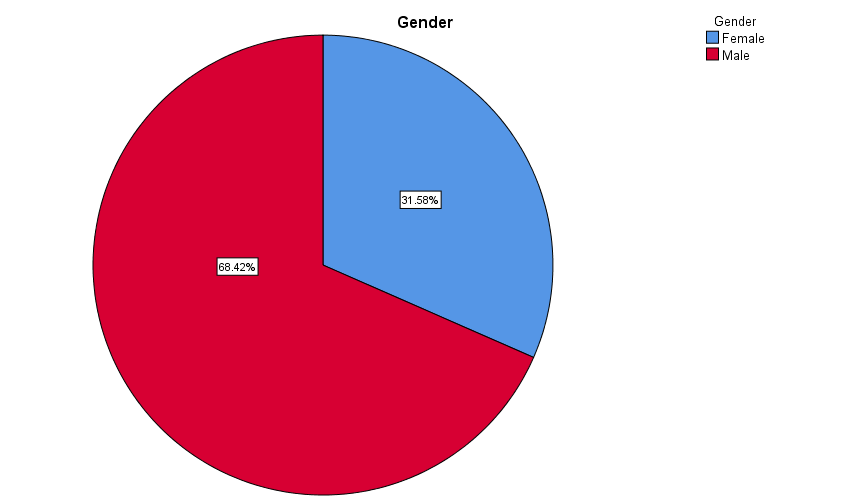 Gender
Gender
Female
Male
31.58%
68.42%